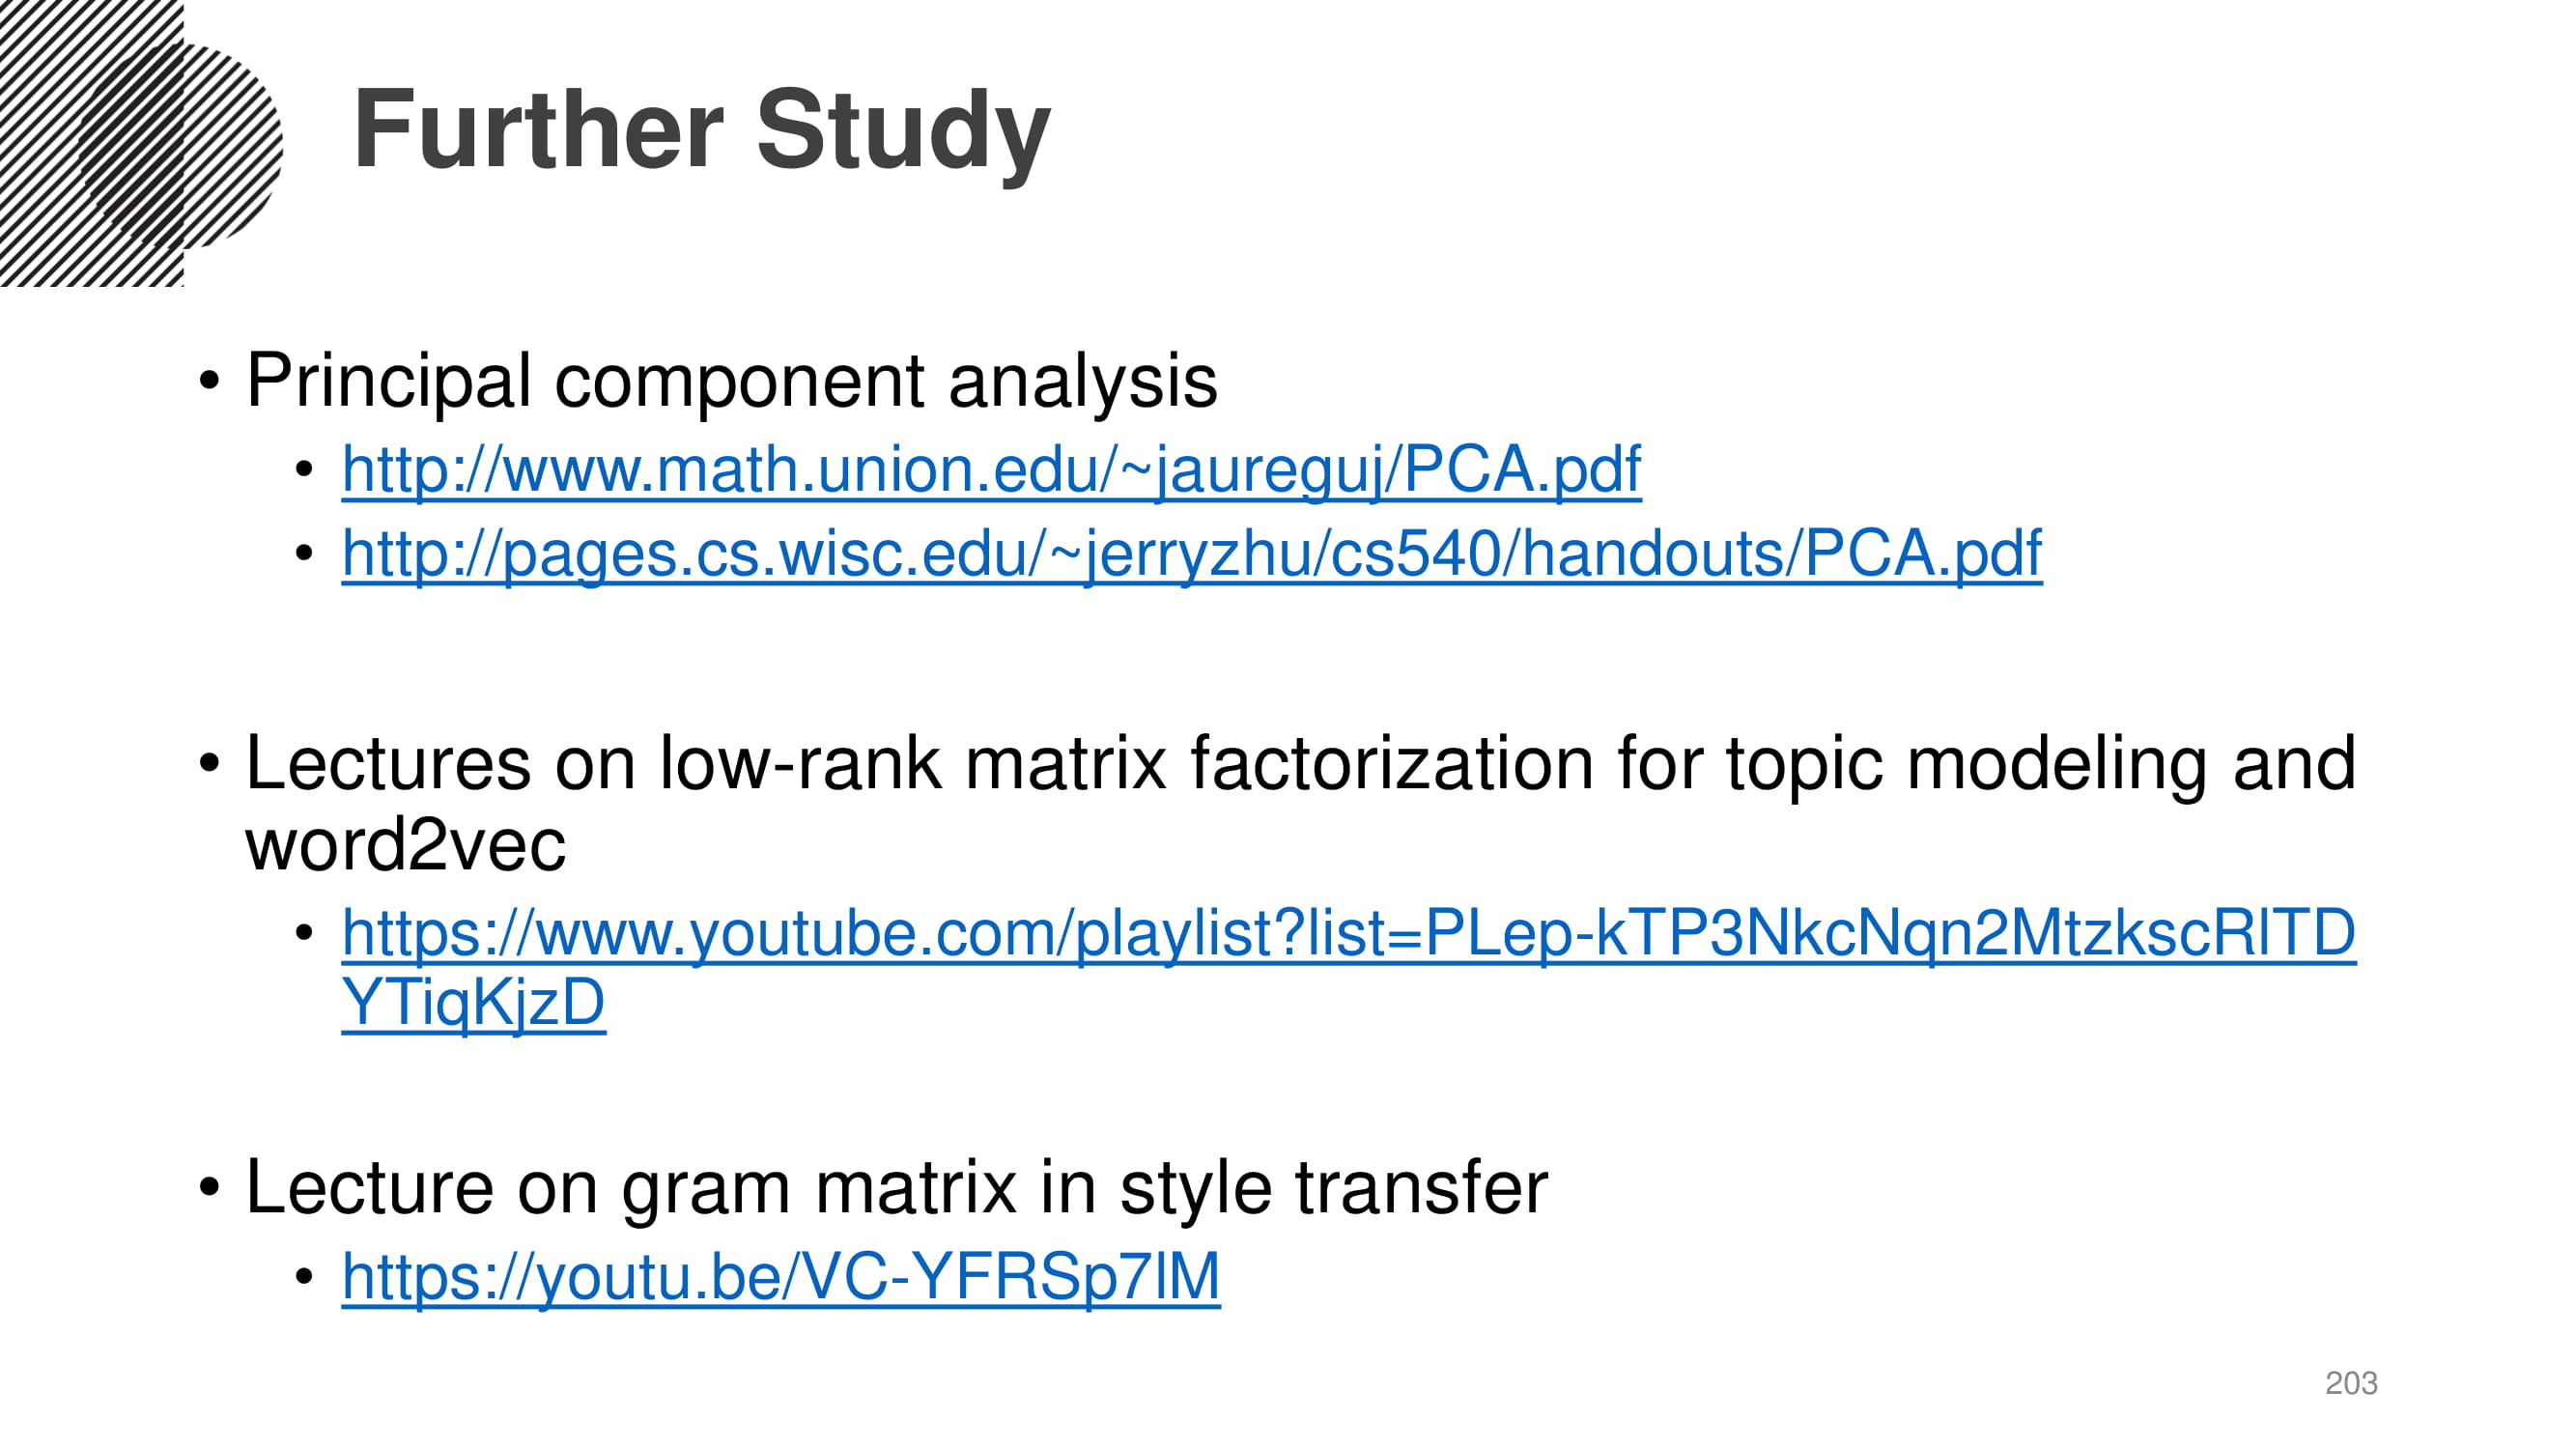 Further Study
• Principal component analysis
• http://www.math.union.edu/~jaureguj/PCA.pdf
• http://pages.cs.wisc.edu/~jerryzhu/cs540/handouts/PCA.pdf
• Lectures on low-rank matrix factorization for topic modeling and
word2vec
• https://www.youtube.com/playlist?list=PLep-kTP3NkcNqn2MtzkscRlTD
YTiqKjzD
• Lecture on gram matrix in style transfer
• https://youtu.be/VC-YFRSp7lM
203